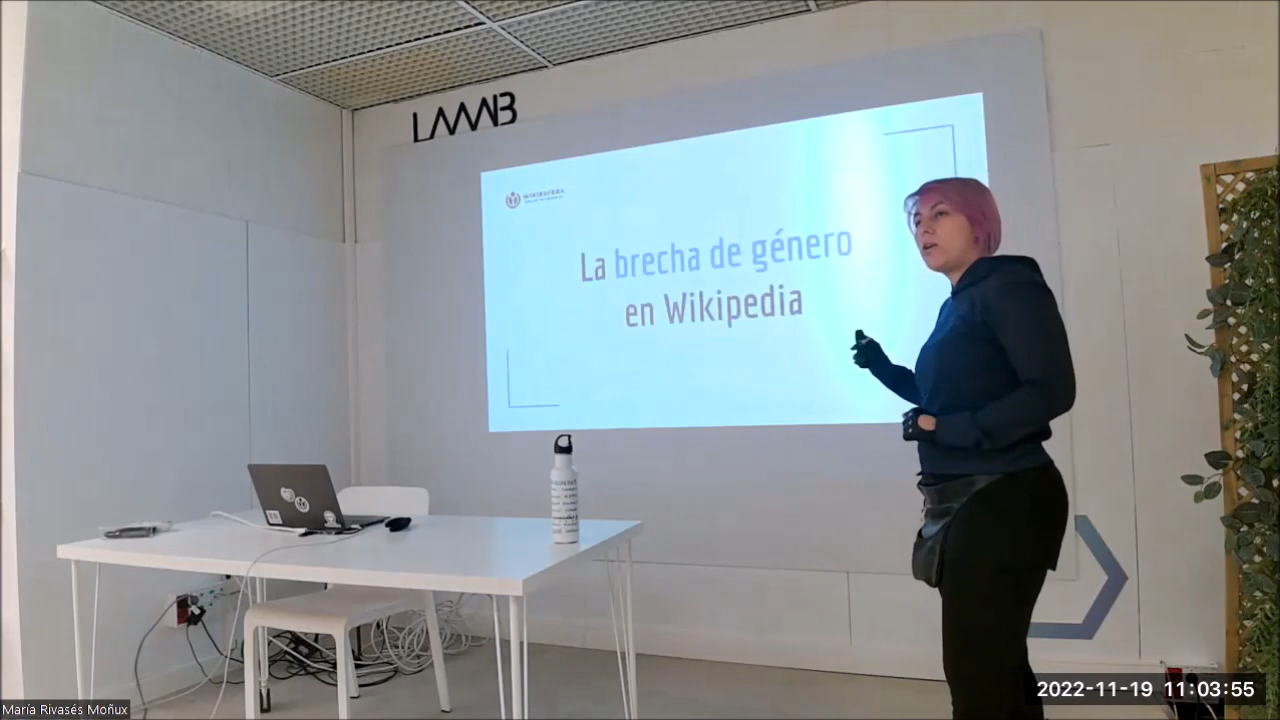 LAAAB
WIKIESFERA
La brecha de género
en Wikipedia
María Rivasés Moñux
2022-11-19 11:03:55